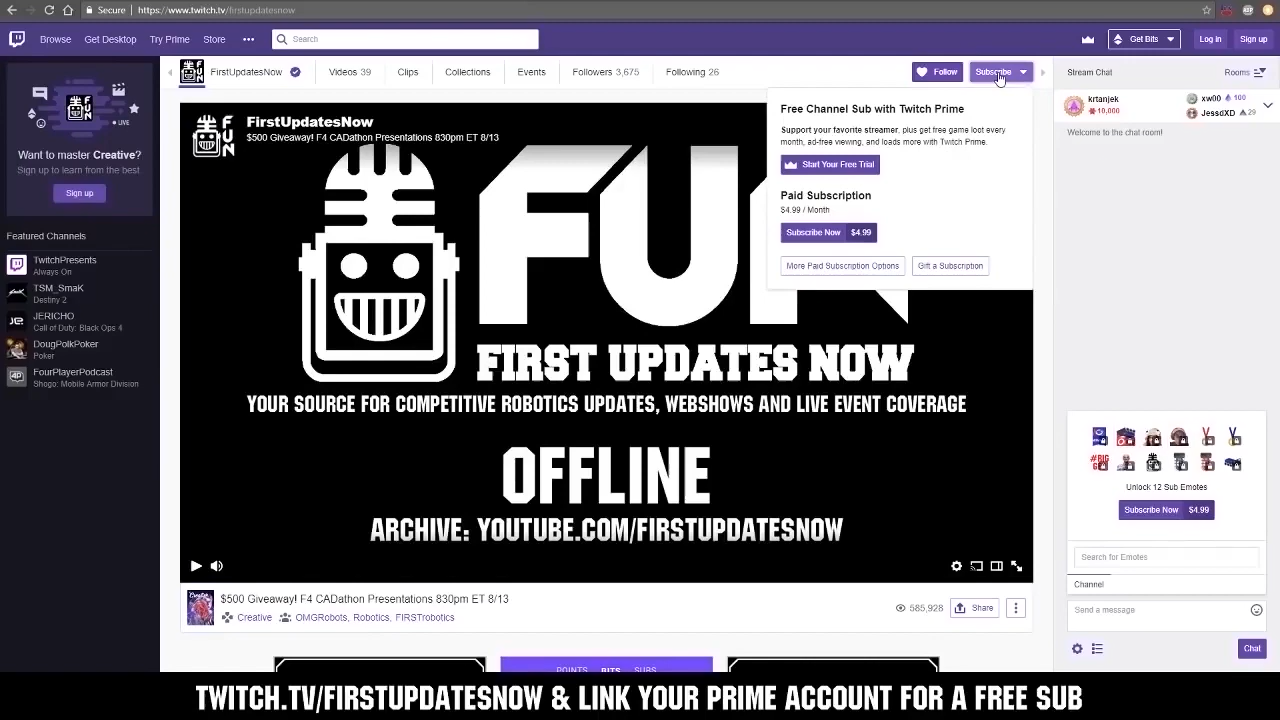 Secure
https://www.twitch.tv/firstupdatesnow
Browse
Get Desktop
Try Prime
Store
Search
Get Bits
Log in
Sign up
LIVE
Want to master Creative?
Sign up to learn from the best
Sign up
Featured Channels
TwitchPresents
Always On
TSM_SmaK
Destiny 2
JERICHO
Call of Duty: Black Ops 4
DougPolkPoker
Poker
FourPlayerPodcast
Shogo: Mobile Armor Division
FUN
FirstUpdatesNow
Videos 39
Clips
Collections
Events
Followers 3,675
Following 26
Follow
Subscribe
FUN
FirstUpdatesNow
$500 Giveaway! F4 CADathon Presentations 830pm ET 8/13
FUN
FIRST UPDATES NOW
YOUR SOURCE FOR COMPETITIVE ROBOTICS UPDATES, WEBSHOWS AND LIVE EVENT COVERAGE
OFFLINE
ARCHIVE: YOUTUBE.COM/FIRSTUPDATESNOW
Free Channel Sub with Twitch Prime
Support your favorite streamer, plus get free game loot every
month, ad-free viewing, and loads more with Twitch Prime.
Start Your Free Trial
Paid Subscription
$4.99 / Month
Subscribe Now $4.99
More Paid Subscription Options
Gift a Subscription
$500 Giveaway! F4 CADathon Presentations 830pm ET 8/13
Creative
OMGRobots, Robotics, FIRSTrobotics
585,928
Share
POINTS BITS SUBS
Stream Chat
Rooms
krtanjek
10,000
xw00 100
JessdXD 29
Welcome to the chat room!
Unlock 12 Sub Emotes
Subscribe Now $4.99
Search for Emotes
Channel
Send a message
Chat
TWITCH.TV/FIRSTUPDATESNOW & LINK YOUR PRIME ACCOUNT FOR A FREE SUB